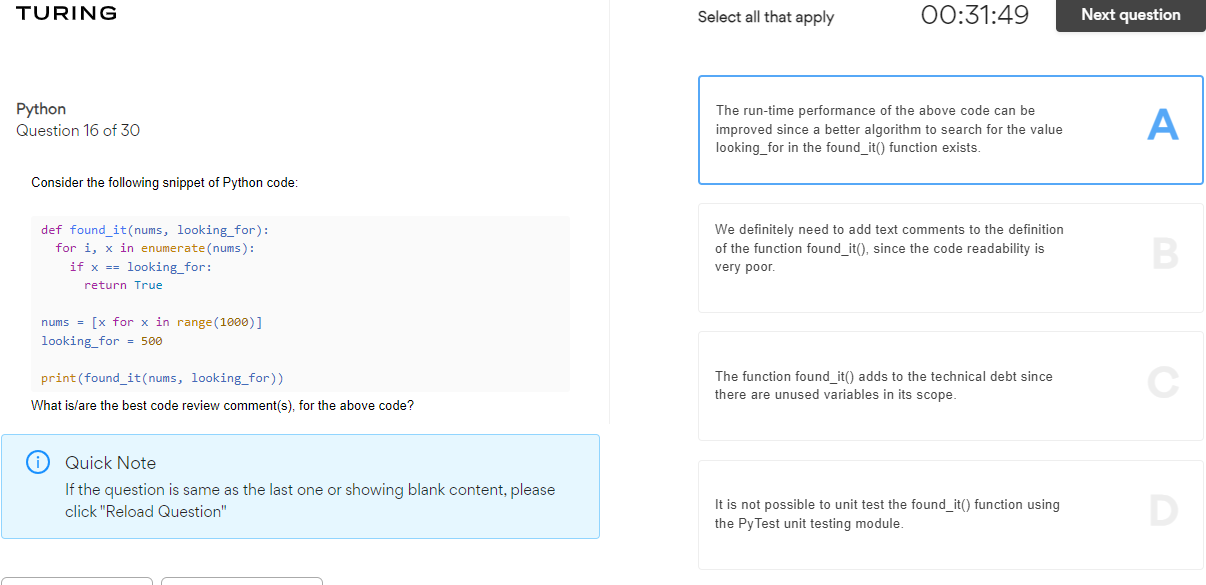 TURING
Select all that apply
00:31:49
Next question
Python
Question 16 of 30
Consider the following snippet of Python code:
def found_it(nums, looking_for):
  for i, x in enumerate(nums):
    if x == looking_for:
      return True
nums = [x for x in range(1000)]
looking_for = 500
print(found_it(nums, looking_for))
What is/are the best code review comment(s), for the above code?
Quick Note
If the question is same as the last one or showing blank content, please
click "Reload Question"
The run-time performance of the above code can be
improved since a better algorithm to search for the value
looking_for in the found_it() function exists.
A
We definitely need to add text comments to the definition
of the function found_it(), since the code readability is
very poor.
B
The function found_it() adds to the technical debt since
there are unused variables in its scope.
C
It is not possible to unit test the found_it() function using
the PyTest unit testing module.
D